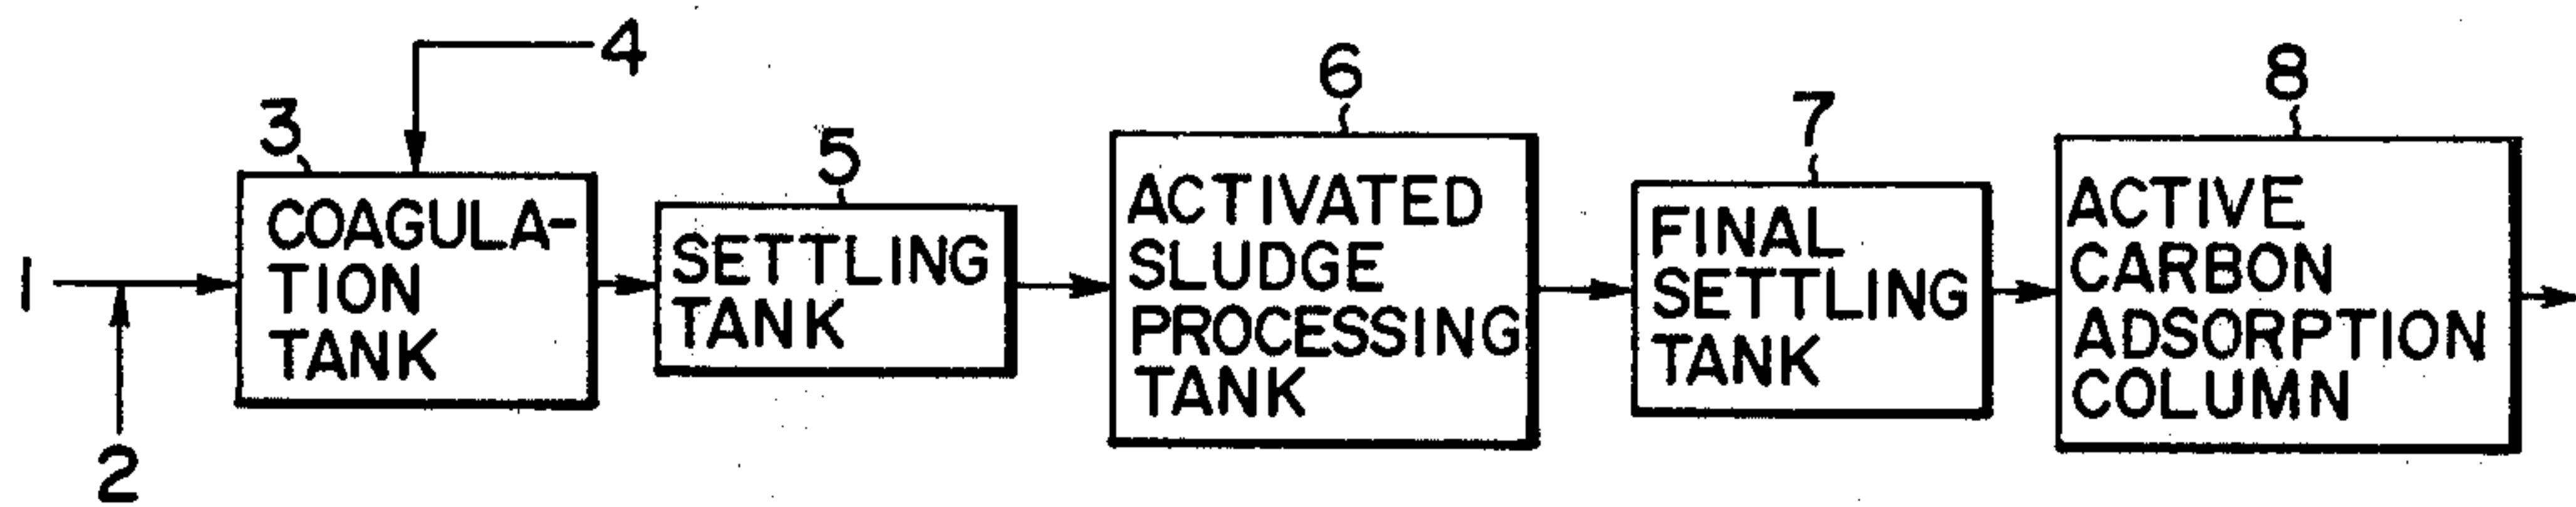 1
2
3
4
COAGULA-
TION
TANK
5
SETTLING
TANK
6
ACTIVATED
SLUDGE
PROCESSING
TANK
7
FINAL
SETTLING
TANK
8
ACTIVE
CARBON
ADSORPTION
COLUMN